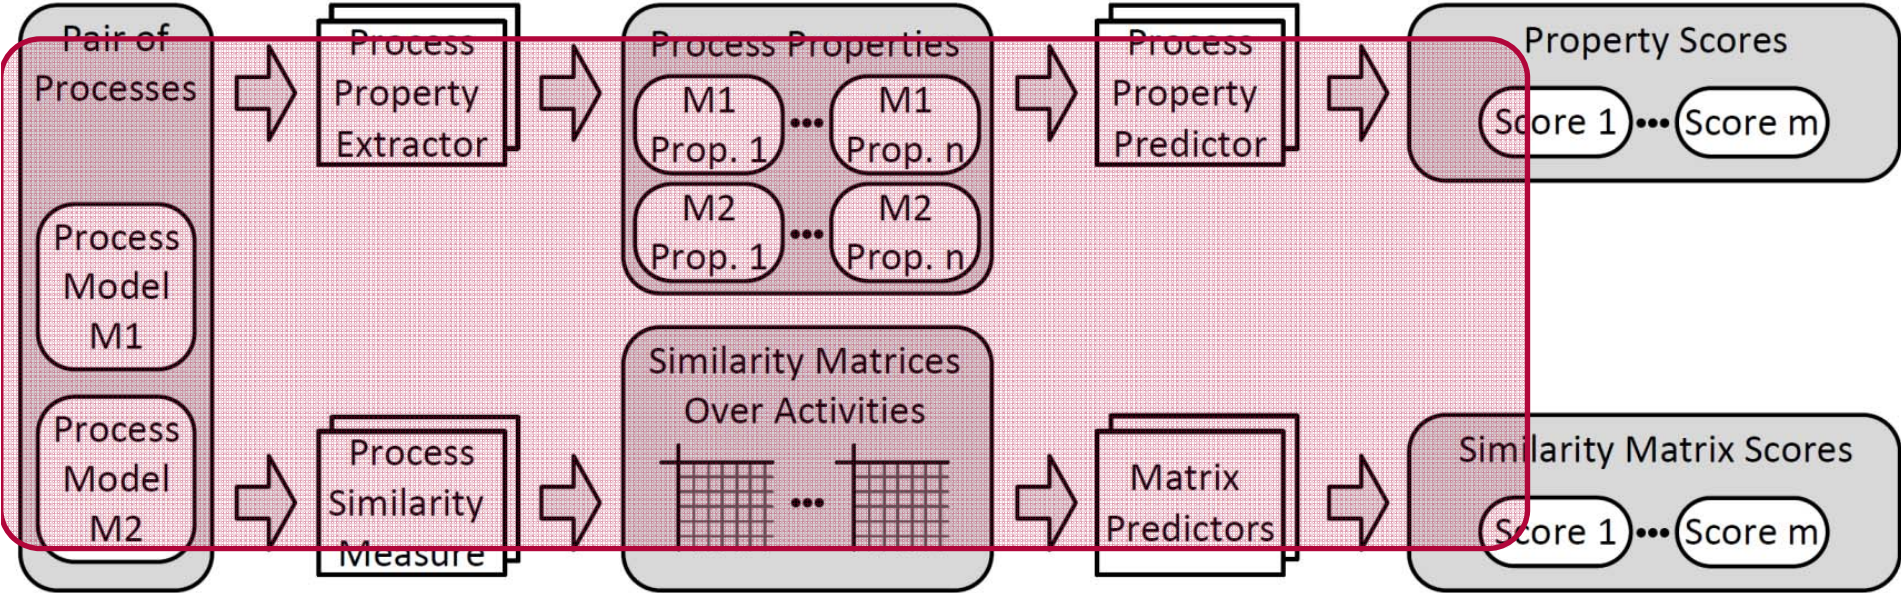 Pair of
Processes
Process
Model
M1
Process
Model
M2
Process
Property
Extractor
Process Properties
M1
Prop. 1
•••
M1
Prop. n
M2
Prop. 1
•••
M2
Prop. n
Process
Property
Predictor
Property Scores
Score 1
•••
Score m
Process
Similarity
Measure
Similarity Matrices
Over Activities
•••
Matrix
Predictors
Similarity Matrix Scores
Score 1
•••
Score m